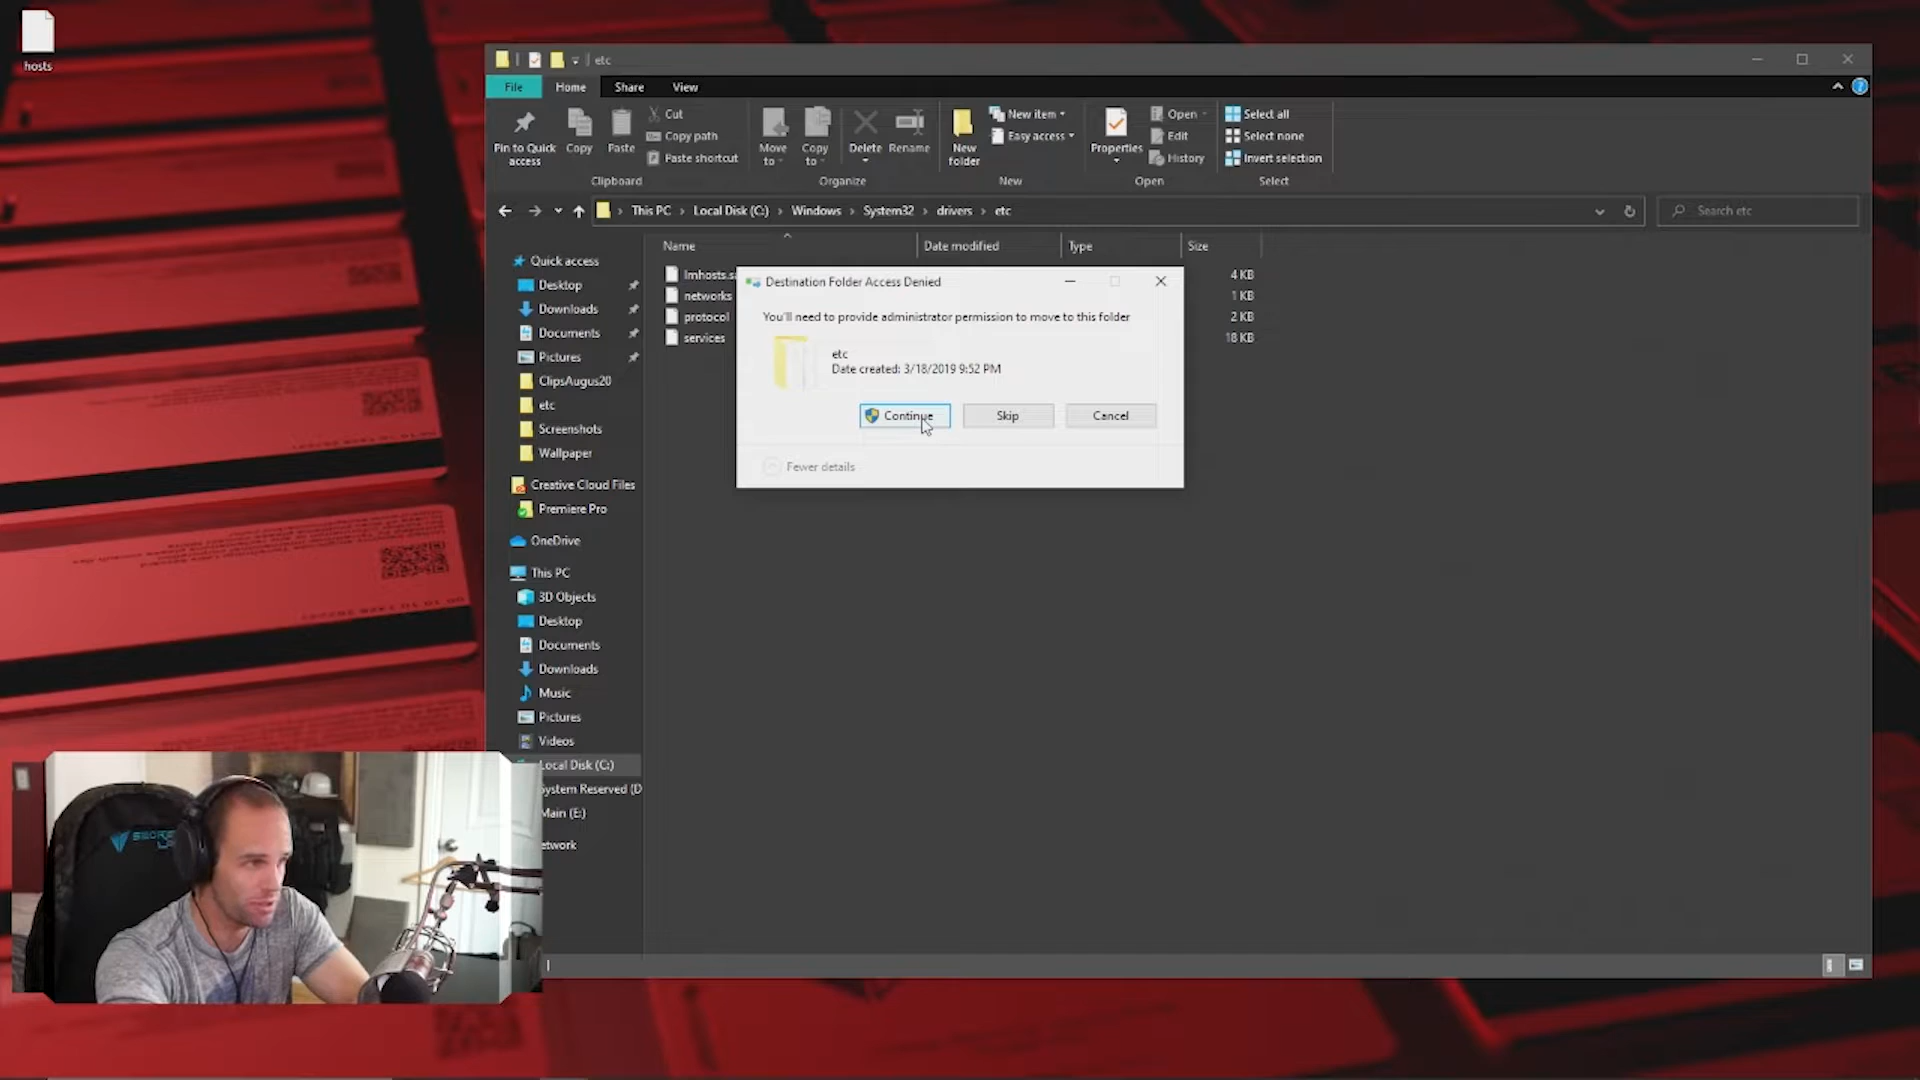 hosts
etc
File
Home
Share
View
Pin to Quick access
Copy
Paste
Cut
Copy path
Paste shortcut
Clipboard
Move to
Copy to
Delete
Rename
Organize
New folder
New item
Easy access
New
Properties
Open
Edit
History
Open
Select all
Select none
Invert selection
Select
This PC
Local Disk (C:)
Windows
System32
drivers
etc
Search etc
Name
Date modified
Type
Size
lmhosts.s
4 KB
networks
1 KB
protocol
2 KB
services
18 KB
Destination Folder Access Denied
You'll need to provide administrator permission to move to this folder
etc
Date created: 3/18/2019 9:52 PM
Continue
Skip
Cancel
Fewer details
Quick access
Desktop
Downloads
Documents
Pictures
ClipsAugus20
etc
Screenshots
Wallpaper
Creative Cloud Files
Premiere Pro
OneDrive
This PC
3D Objects
Desktop
Documents
Downloads
Music
Pictures
Videos
Local Disk (C:)
ystem Reserved (D
Main (E:)
etwork